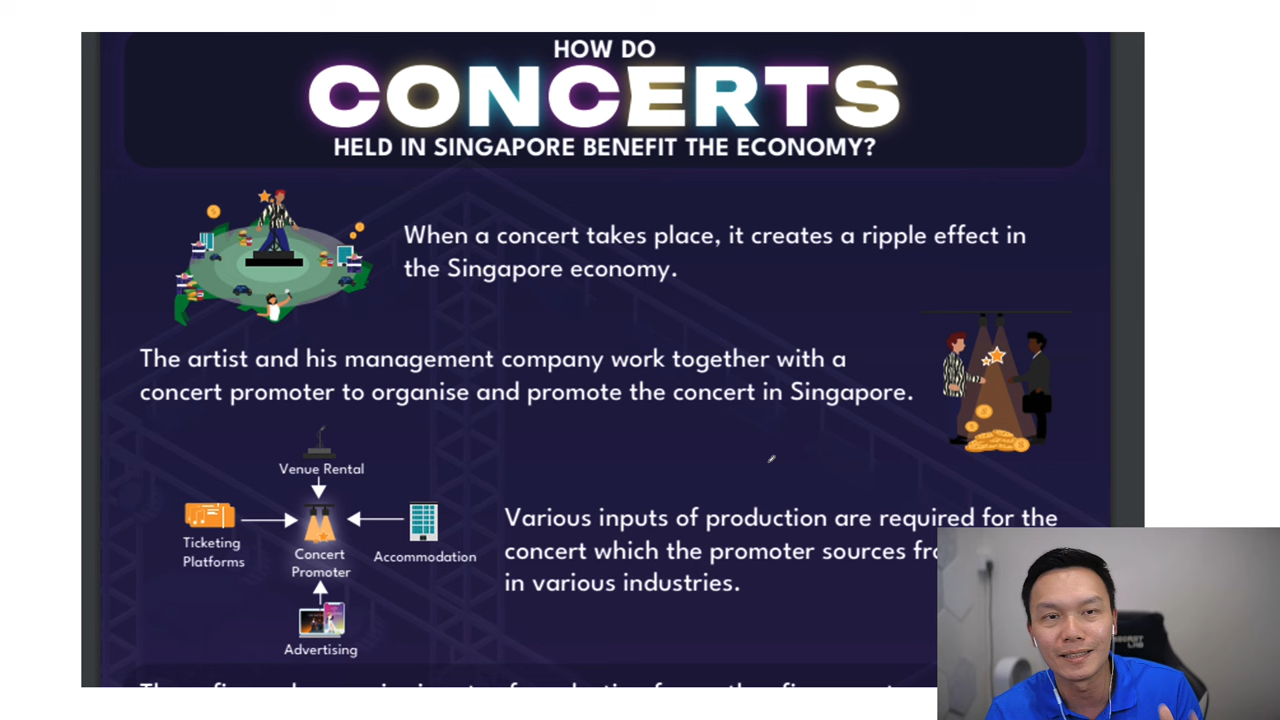 HOW DO
CONCERTS
HELD IN SINGAPORE BENEFIT THE ECONOMY?
When a concert takes place, it creates a ripple effect in
the Singapore economy.
The artist and his management company work together with a
concert promoter to organise and promote the concert in Singapore.
Venue Rental
Ticketing
Platforms
Concert
Promoter
Accommodation
Advertising
Various inputs of production are required for the
concert which the promoter sources
in various industries.